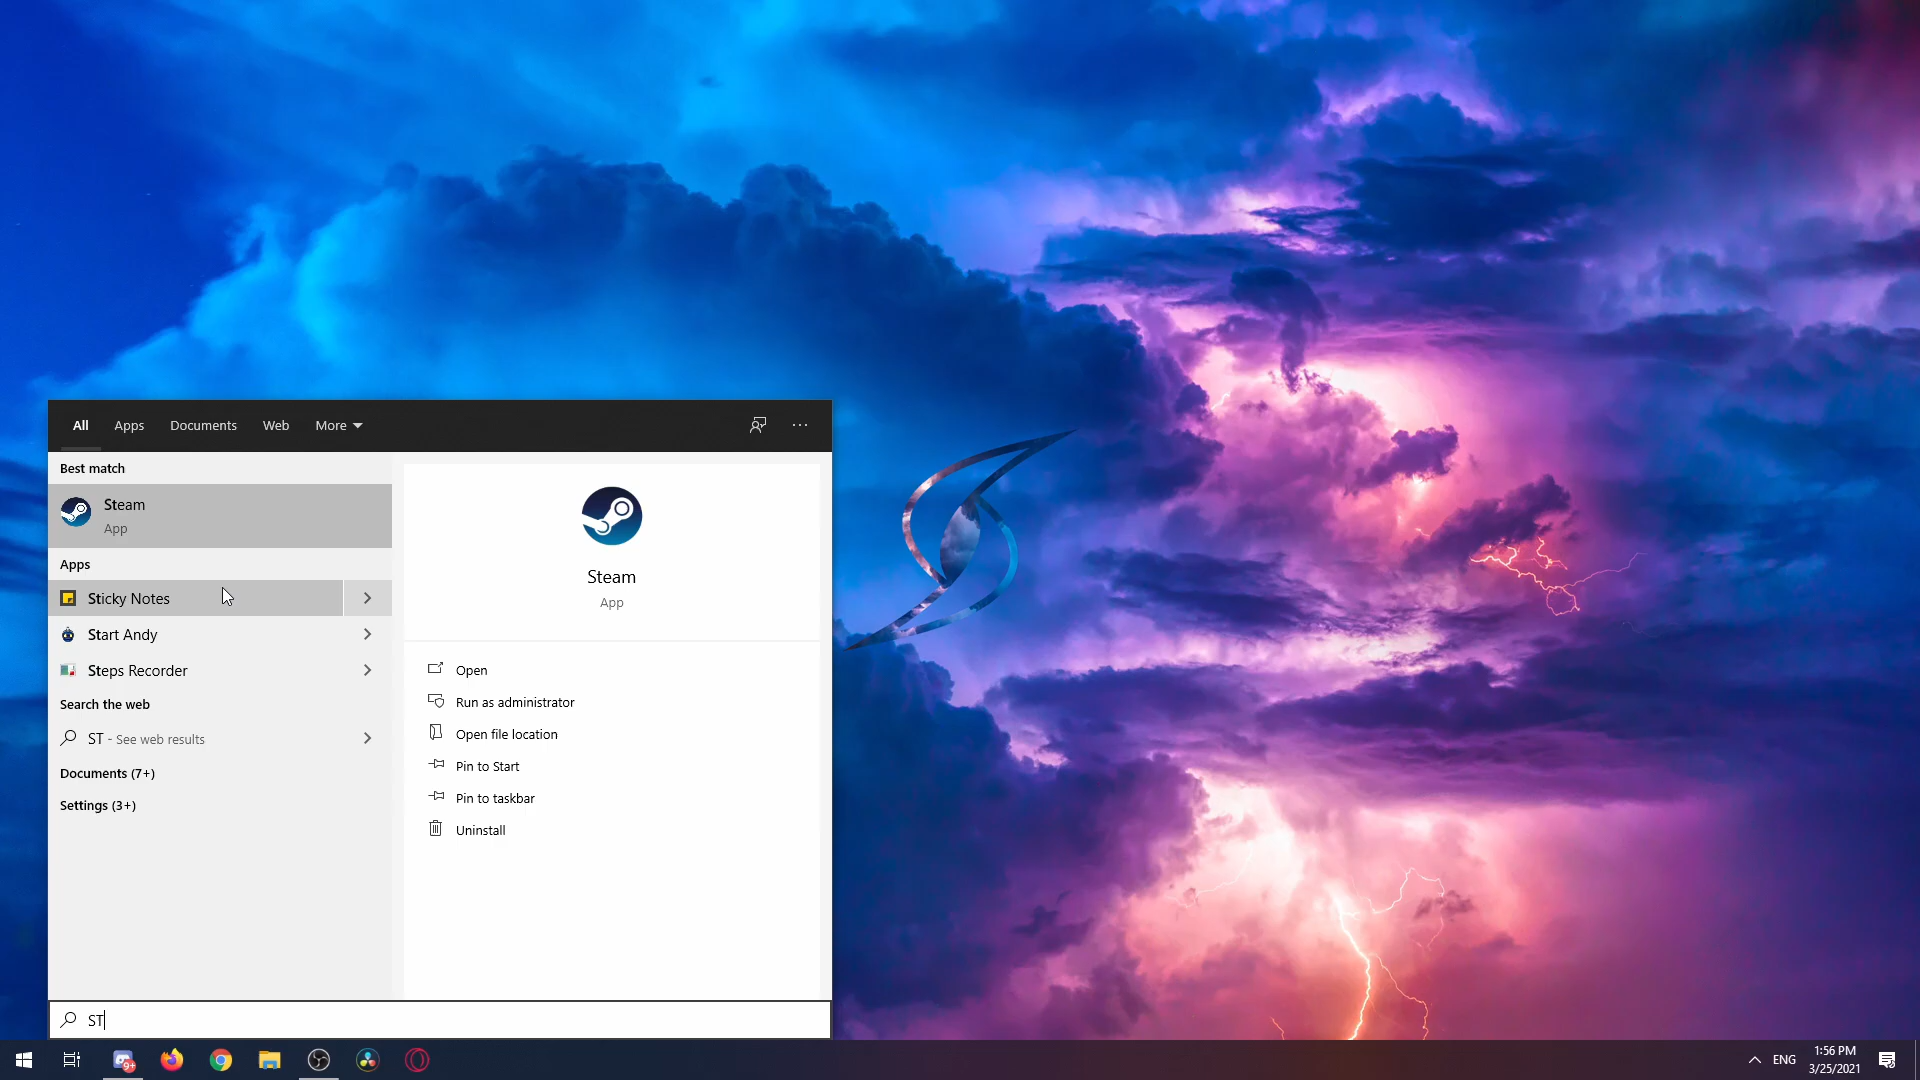 All Apps Documents Web More
Best match
Steam
App
Apps
Sticky Notes
Start Andy
Steps Recorder
Search the web
ST - See web results
Documents (7+)
Settings (3+)
Steam
App
Open
Run as administrator
Open file location
Pin to Start
Pin to taskbar
Uninstall
ST
9+
ENG
1:56 PM
3/25/2021